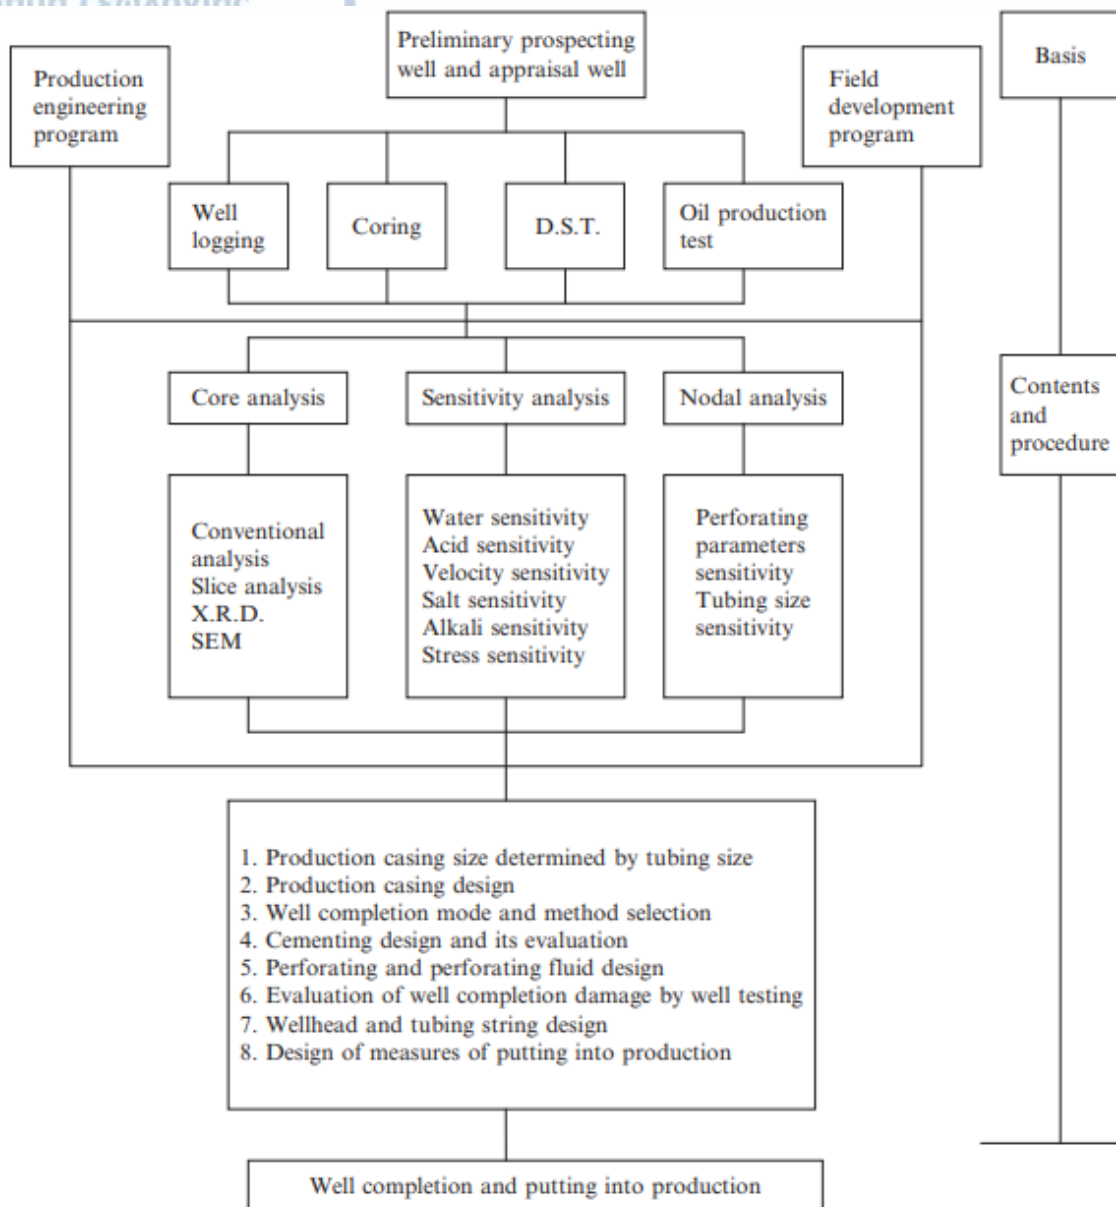 Preliminary prospecting
well and appraisal well
Basis
Production
engineering
program
Field
development
program
Well
logging
Coring
D.S.T.
Oil production
test
Core analysis
Sensitivity analysis
Nodal analysis
Contents
and
procedure
Conventional
analysis
Slice analysis
X.R.D.
SEM
Water sensitivity
Acid sensitivity
Velocity sensitivity
Salt sensitivity
Alkali sensitivity
Stress sensitivity
Perforating
parameters
sensitivity
Tubing size
sensitivity
1. Production casing size determined by tubing size
2. Production casing design
3. Well completion mode and method selection
4. Cementing design and its evaluation
5. Perforating and perforating fluid design
6. Evaluation of well completion damage by well testing
7. Wellhead and tubing string design
8. Design of measures of putting into production
Well completion and putting into production